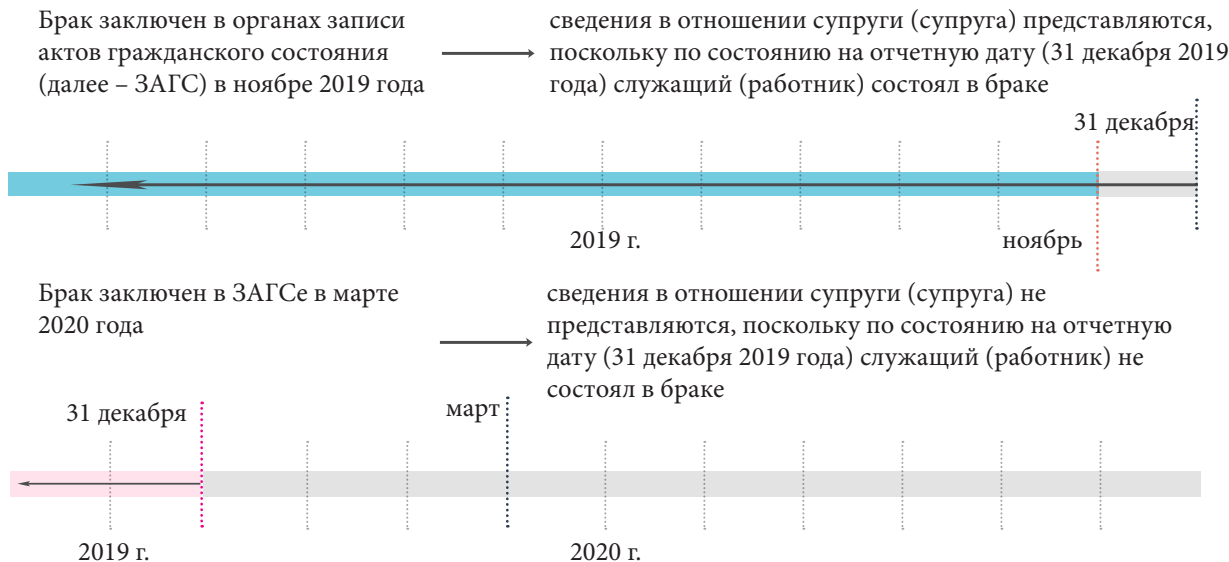 Брак заключен в органах записи
актов гражданского состояния
(далее – ЗАГС) в ноябре 2019 года
сведения в отношении супруги (супруга) представляются,
поскольку по состоянию на отчетную дату (31 декабря 2019
года) служащий (работник) состоял в браке
31 декабря
2019 г.
ноябрь
Брак заключен в ЗАГСе в марте
2020 года
сведения в отношении супруги (супруга) не
представляются, поскольку по состоянию на отчетную
дату (31 декабря 2019 года) служащий (работник) не
состоял в браке
31 декабря
март
2019 г.
2020 г.